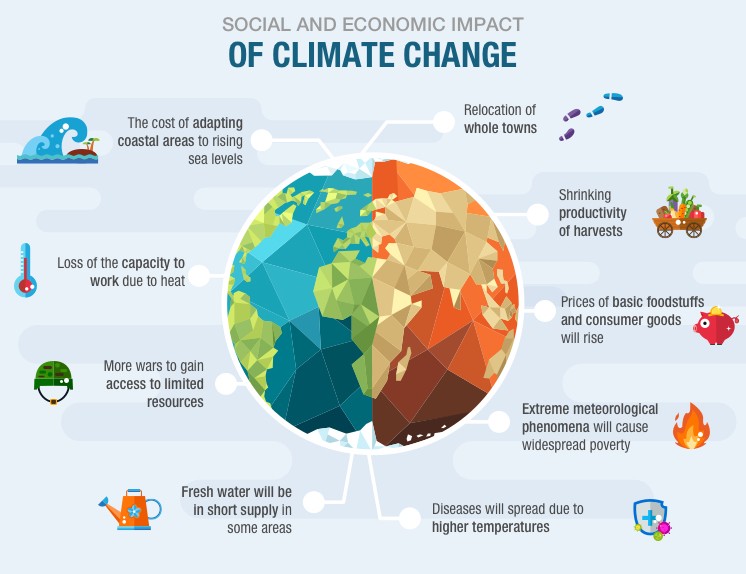 SOCIAL AND ECONOMIC IMPACT
OF CLIMATE CHANGE
The cost of adapting
coastal areas to rising
sea levels
Relocation of
whole towns
Shrinking
productivity
of harvests
Loss of the capacity to
work due to heat
Prices of basic foodstuffs
and consumer goods
will rise
More wars to gain
access to limited
resources
Extreme meteorological
phenomena will cause
widespread poverty
Fresh water will be
in short supply in
some areas
Diseases will spread due to
higher temperatures